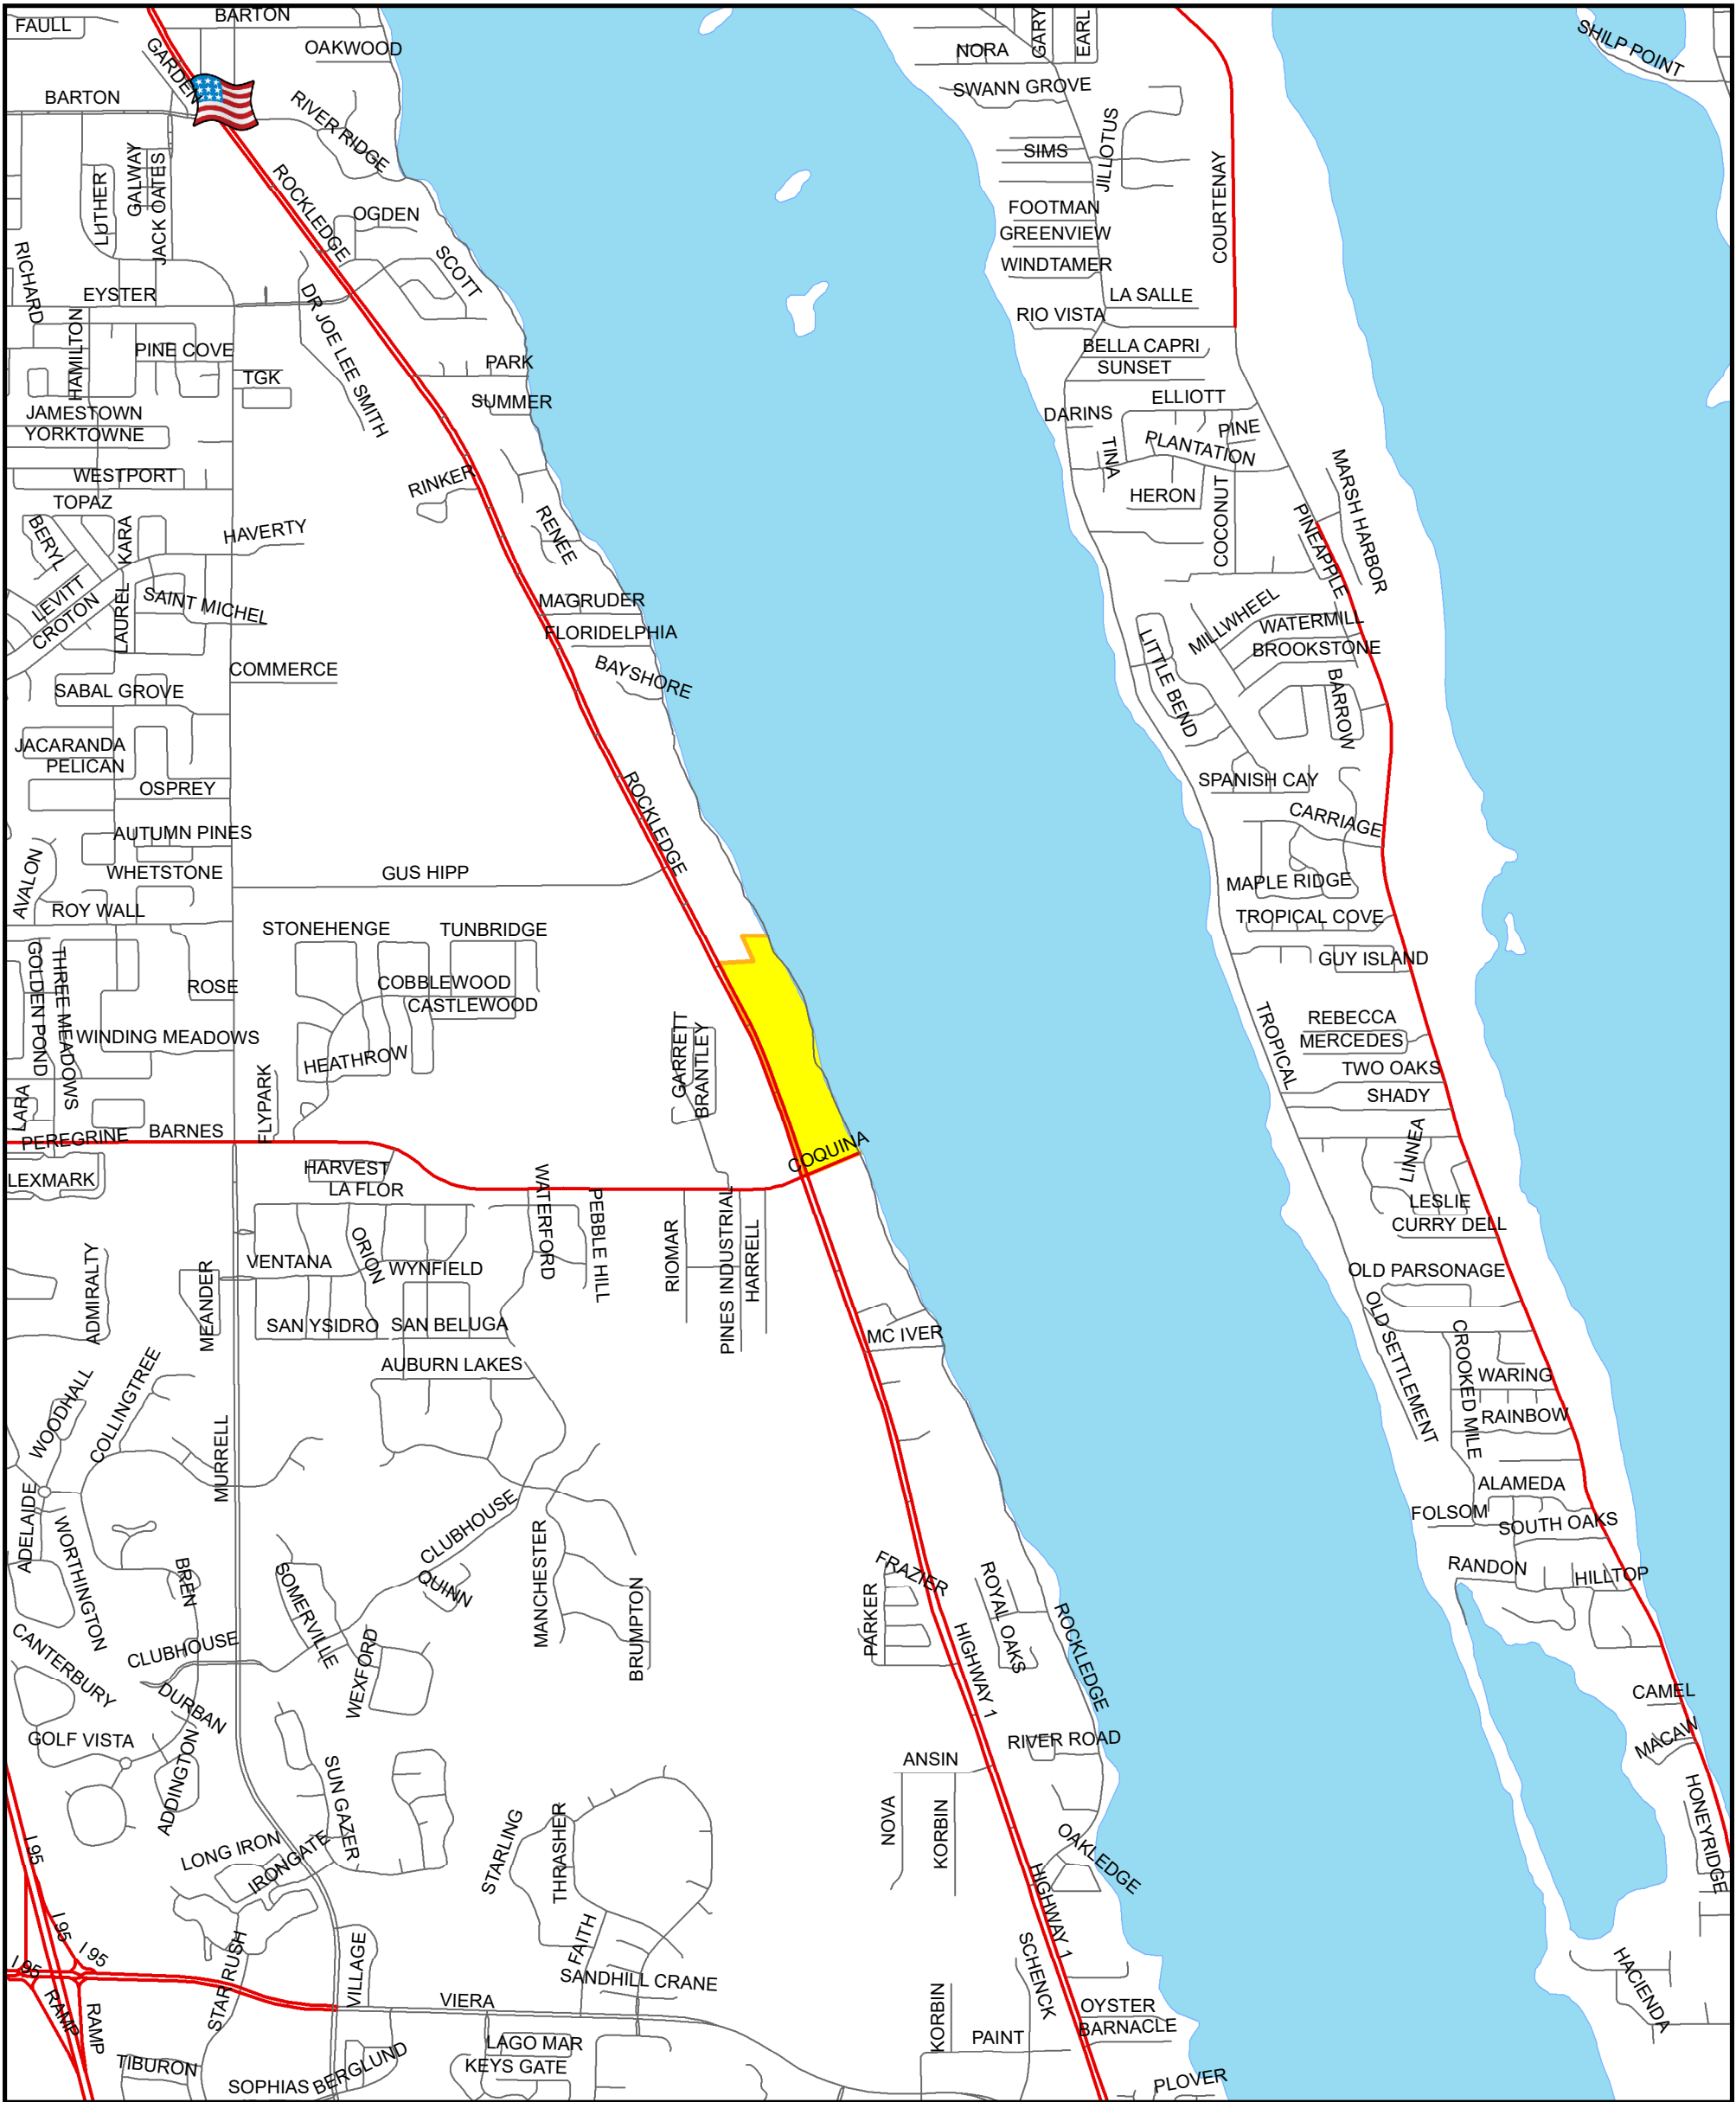 FAULL
BARTON
OAKWOOD
GARDEN
BARTON
RIVER RIDGE
NORA
GARY
EARL
SHILP POINT
SWANN GROVE
SIMS
JILLOTUS
COURTENAY
LUTHER
GALWAY
JACK OATES
ROCKLEDGE
OGDEN
SCOTT
FOOTMAN
GREENVIEW
WINDTAMER
LA SALLE
RIO VISTA
RICHARD
EYSTER
DR JOE LEE SMITH
HAMILTON
PINE COVE
TGK
PARK
SUMMER
BELLA CAPRI
SUNSET
ELLIOTT
DARINS
PINE
PLANTATION
TINA
HERON
COCONUT
MARSH HARBOR
PINEAPPLE
JAMESTOWN
YORKTOWNE
WESTPORT
RINKER
TOPAZ
BERYL
KARA
HAVERTY
RENEE
LEVITT
CROTON
LAUREL
SAINT MICHEL
MAGRUDER
FLORIDELPHIA
BAYSHORE
COMMERCE
SABAL GROVE
MILLWHEEL
WATERMILL
BROOKSTONE
LITTLE BEND
BARROW
JACARANDA
PELICAN
OSPREY
ROCKLEDGE
SPANISH CAY
CARRIAGE
AUTUMN PINES
AVALON
WHETSTONE
GUS HIPP
MAPLE RIDGE
ROY WALL
TROPICAL COVE
STONEHENGE
TUNBRIDGE
GUY ISLAND
GOLDEN POND
THREE MEADOWS
ROSE
COBBLEWOOD
CASTLEWOOD
TROPICAL
REBECCA
MERCEDES
WINDING MEADOWS
HEATHROW
GARRETT
BRANTLEY
TWO OAKS
SHADY
LARA
FLYPARK
PEREGRINE
BARNES
COQUINA
LINNEA
LEXMARK
HARVEST
LA FLOR
WATERFORD
PEBBLE HILL
RIOMAR
PINES INDUSTRIAL
HARRELL
LESLIE
CURRY DELL
ADMIRALTY
MEANDER
VENTANA
ORION
WYNFIELD
OLD PARSONAGE
SAN YSIDRO
SAN BELUGA
MC IVER
OLD SETTLEMENT
CROOKED MILE
AUBURN LAKES
WARING
RAINBOW
WOODHALL
COLLINGTREE
MURRELL
ALAMEDA
FOLSOM
SOUTH OAKS
ADELAIDE
WORTHINGTON
BREN
SOMERVILLE
CLUBHOUSE
QUINN
MANCHESTER
BRUMPTON
PARKER
FRAZIER
ROYAL OAKS
ROCKLEDGE
HIGHWAY 1
RANDON
HILLTOP
CANTERBURY
CLUBHOUSE
WEXFORD
DURBAN
GOLF VISTA
ADDINGTON
CAMEL
MACAW
HONEYRIDGE
RIVER ROAD
ANSIN
NOVA
KORBIN
SUN GAZER
LONG IRON
IRONGATE
STARLING
THRASHER
OAKLEDGE
HIGHWAY 1
I 95
I 95
I 95
I 95
STAR RUSH
VILLAGE
FAITH
SANDHILL CRANE
SCHENCK
HACIENDA
RAMP
RAMP
VIERA
KORBIN
PAINT
OYSTER
BARNACLE
LAGO MAR
KEYS GATE
TIBURON
SOPHIAS
BERGLUND
PLOVER